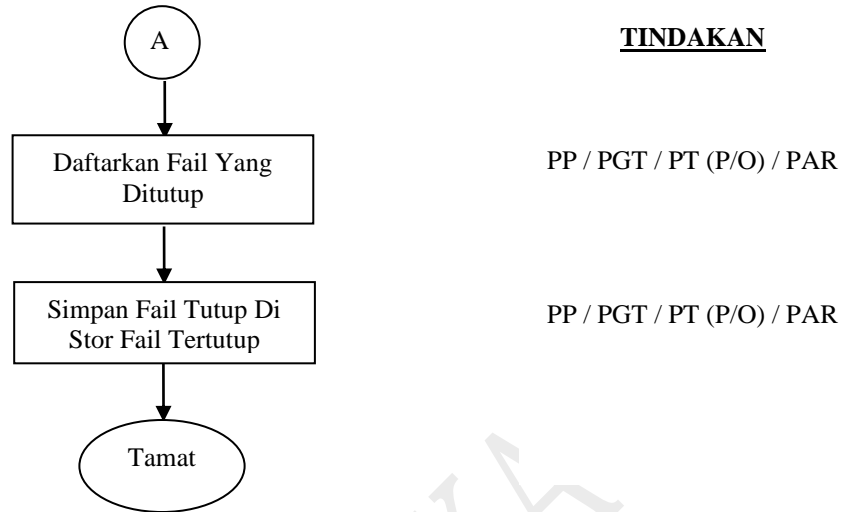 A
TINDAKAN
Daftarkan Fail Yang
Ditutup
PP / PGT / PT (P/O) / PAR
Simpan Fail Tutup Di
Stor Fail Tertutup
PP / PGT / PT (P/O) / PAR
Tamat